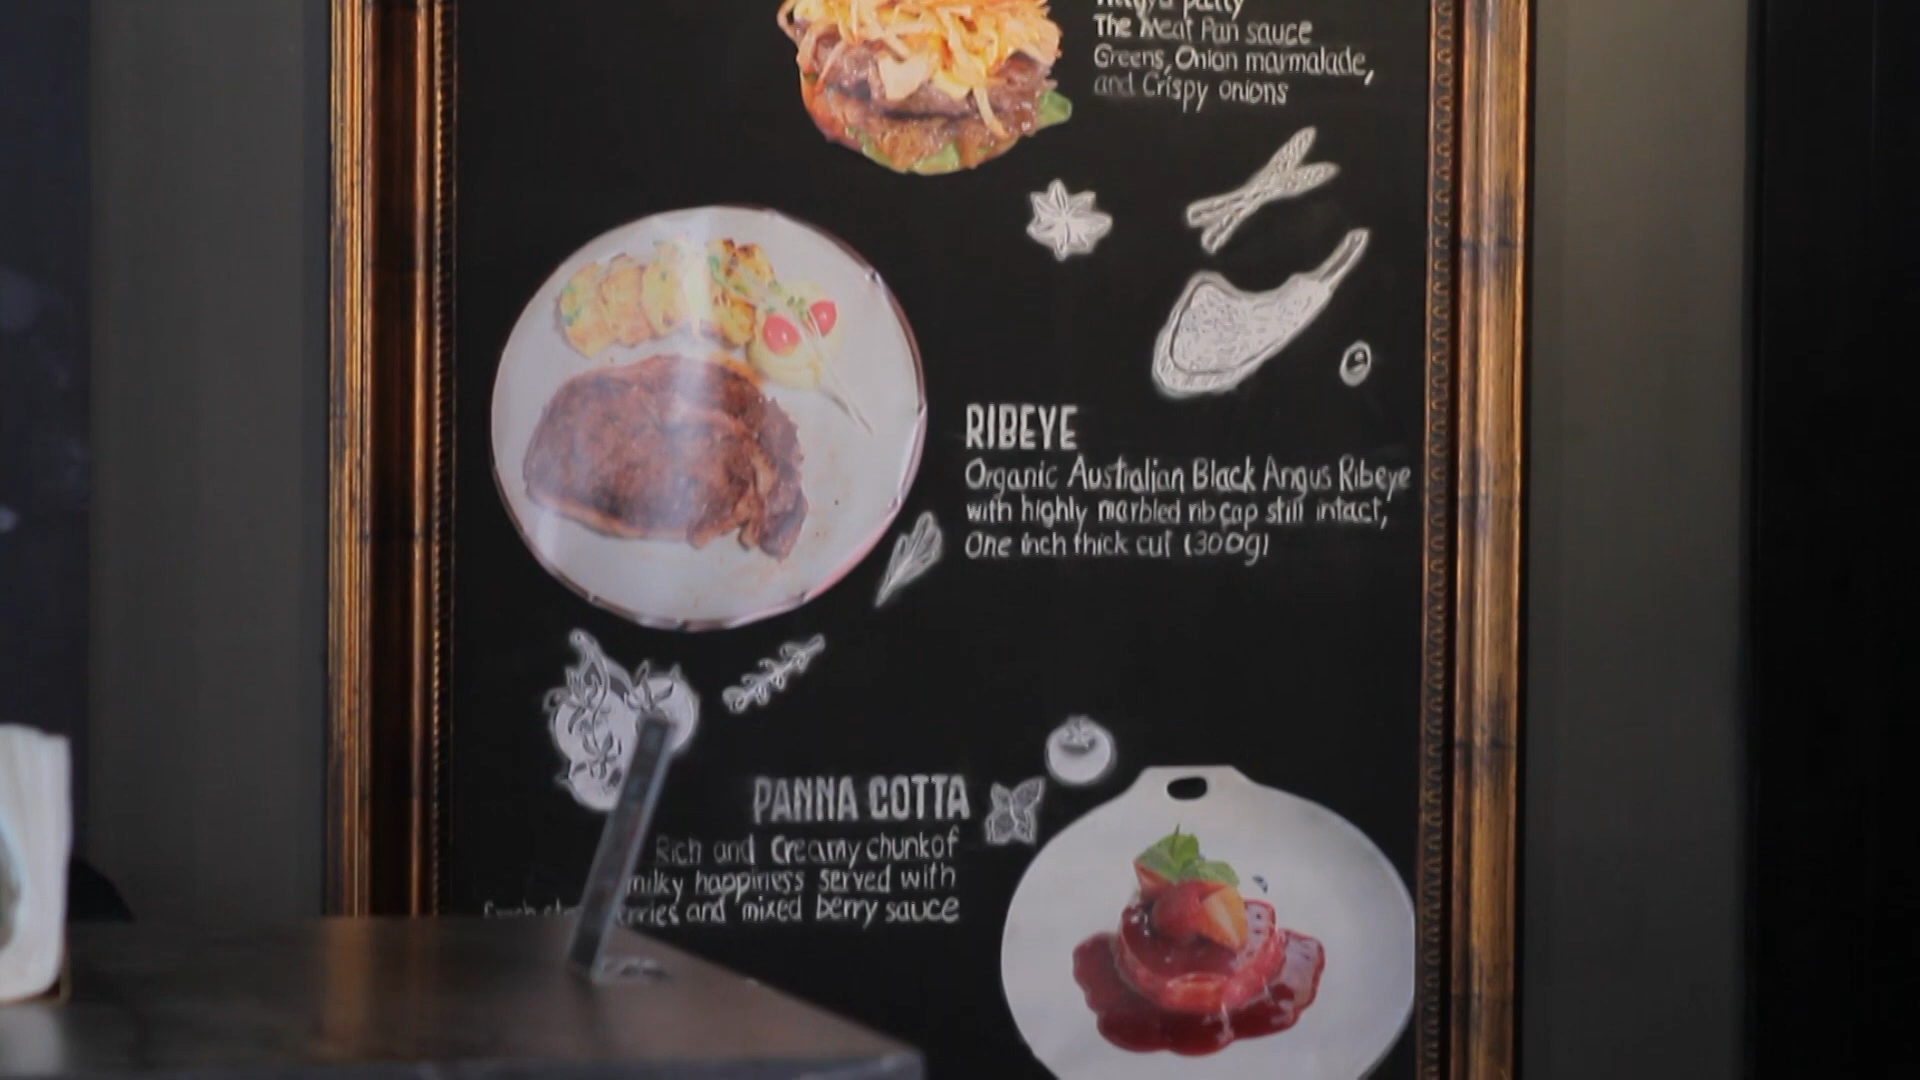 Wagyu patty
The Meat Pan sauce
Greens, Onion marmalade,
and Crispy onions
RIBEYE
Organic Australian Black Angus Ribeye
with highly marbled rib cap still intact,
One inch thick cut (300g)
PANNA COTTA
Rich and Creamy chunk of
milky happiness served with
and mixed berry sauce